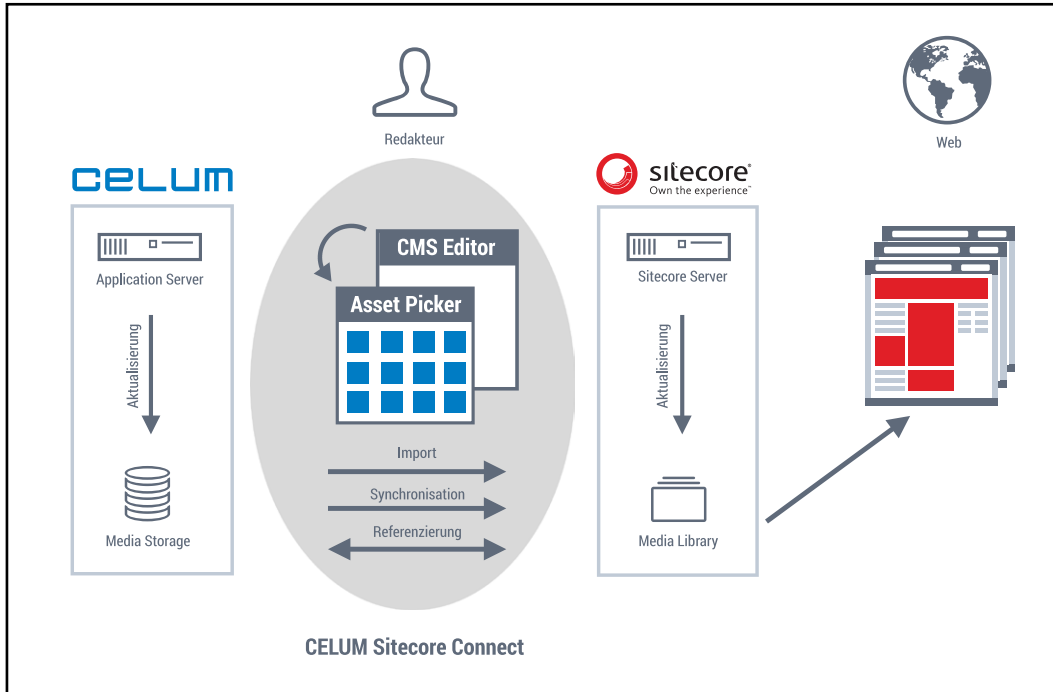 Redakteur
Web
CELUM
sitecore®
Own the experience™
Application Server
Aktualisierung
Media Storage
CMS Editor
Asset Picker
Import
Synchronisation
Referenzierung
Sitecore Server
Aktualisierung
Media Library
CELUM Sitecore Connect